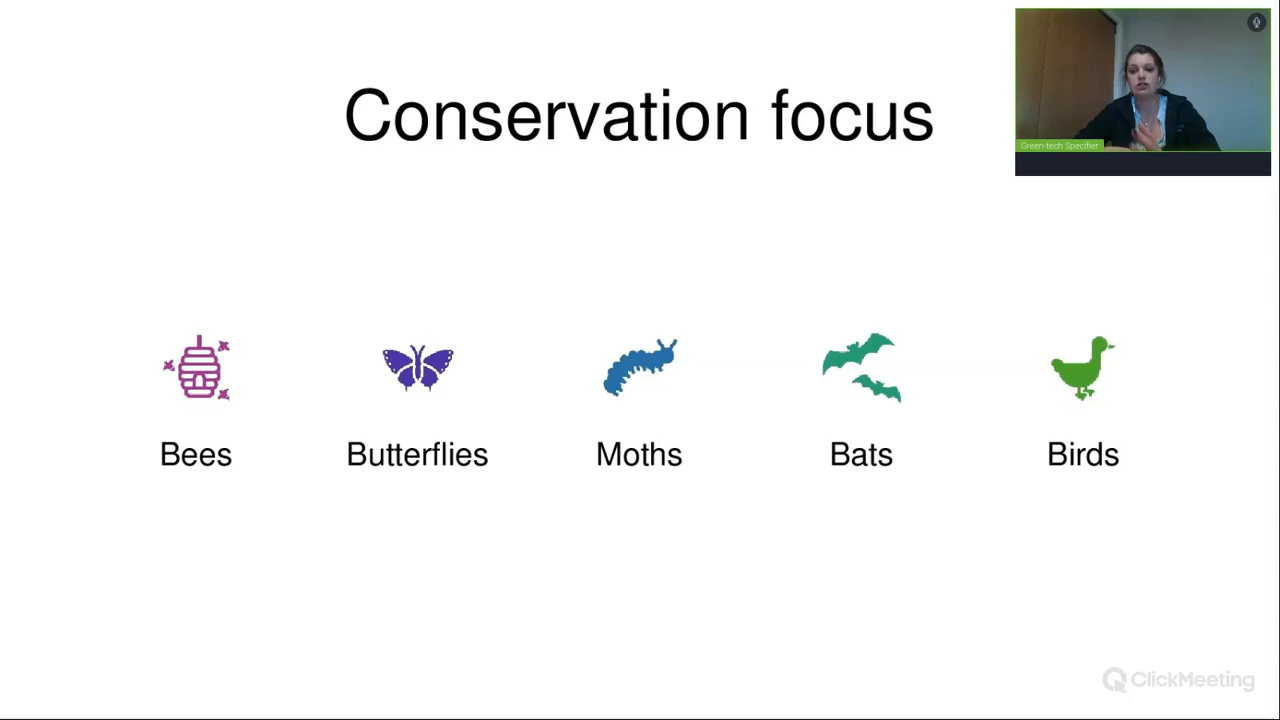 Conservation focus
Green-tech Specifier
Bees
Butterflies
Moths
Bats
Birds
ClickMeeting